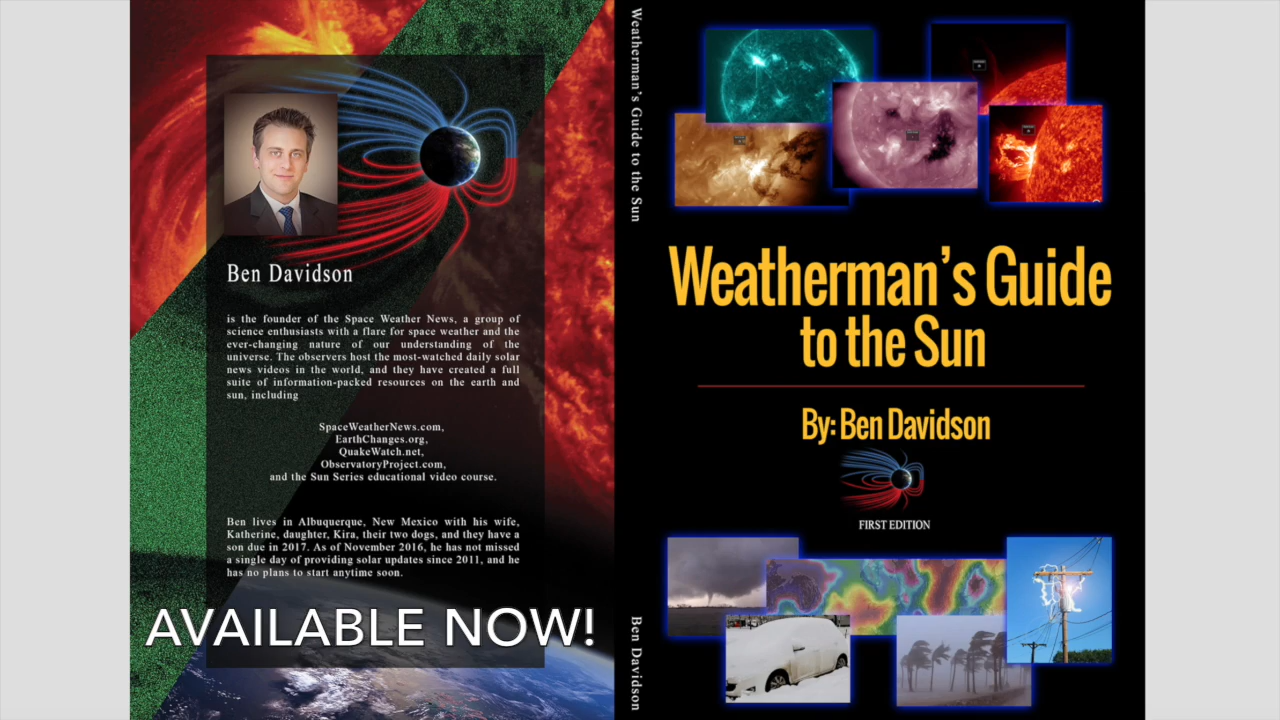 Ben Davidson
is the founder of the Space Weather News, a group of
science enthusiasts with a flare for space weather and the
ever-changing nature of our understanding of the
universe. The observers host the most-watched daily solar
news videos in the world, and they have created a full
suite of information-packed resources on the earth and
sun, including
SpaceWeatherNews.com,
EarthChanges.org,
QuakeWatch.net,
ObservatoryProject.com,
and the Sun Series educational video course.
Ben lives in Albuquerque, New Mexico with his wife,
Katherine, daughter, Kira, their two dogs, and they have a
son due in 2017. As of November 2016, he has not missed
a single day of providing solar updates since 2011, and he
has no plans to start anytime soon.
AVAILABLE NOW!
Weatherman's Guide to the Sun
Ben Davidson
Weatherman's Guide
to the Sun
By: Ben Davidson
FIRST EDITION